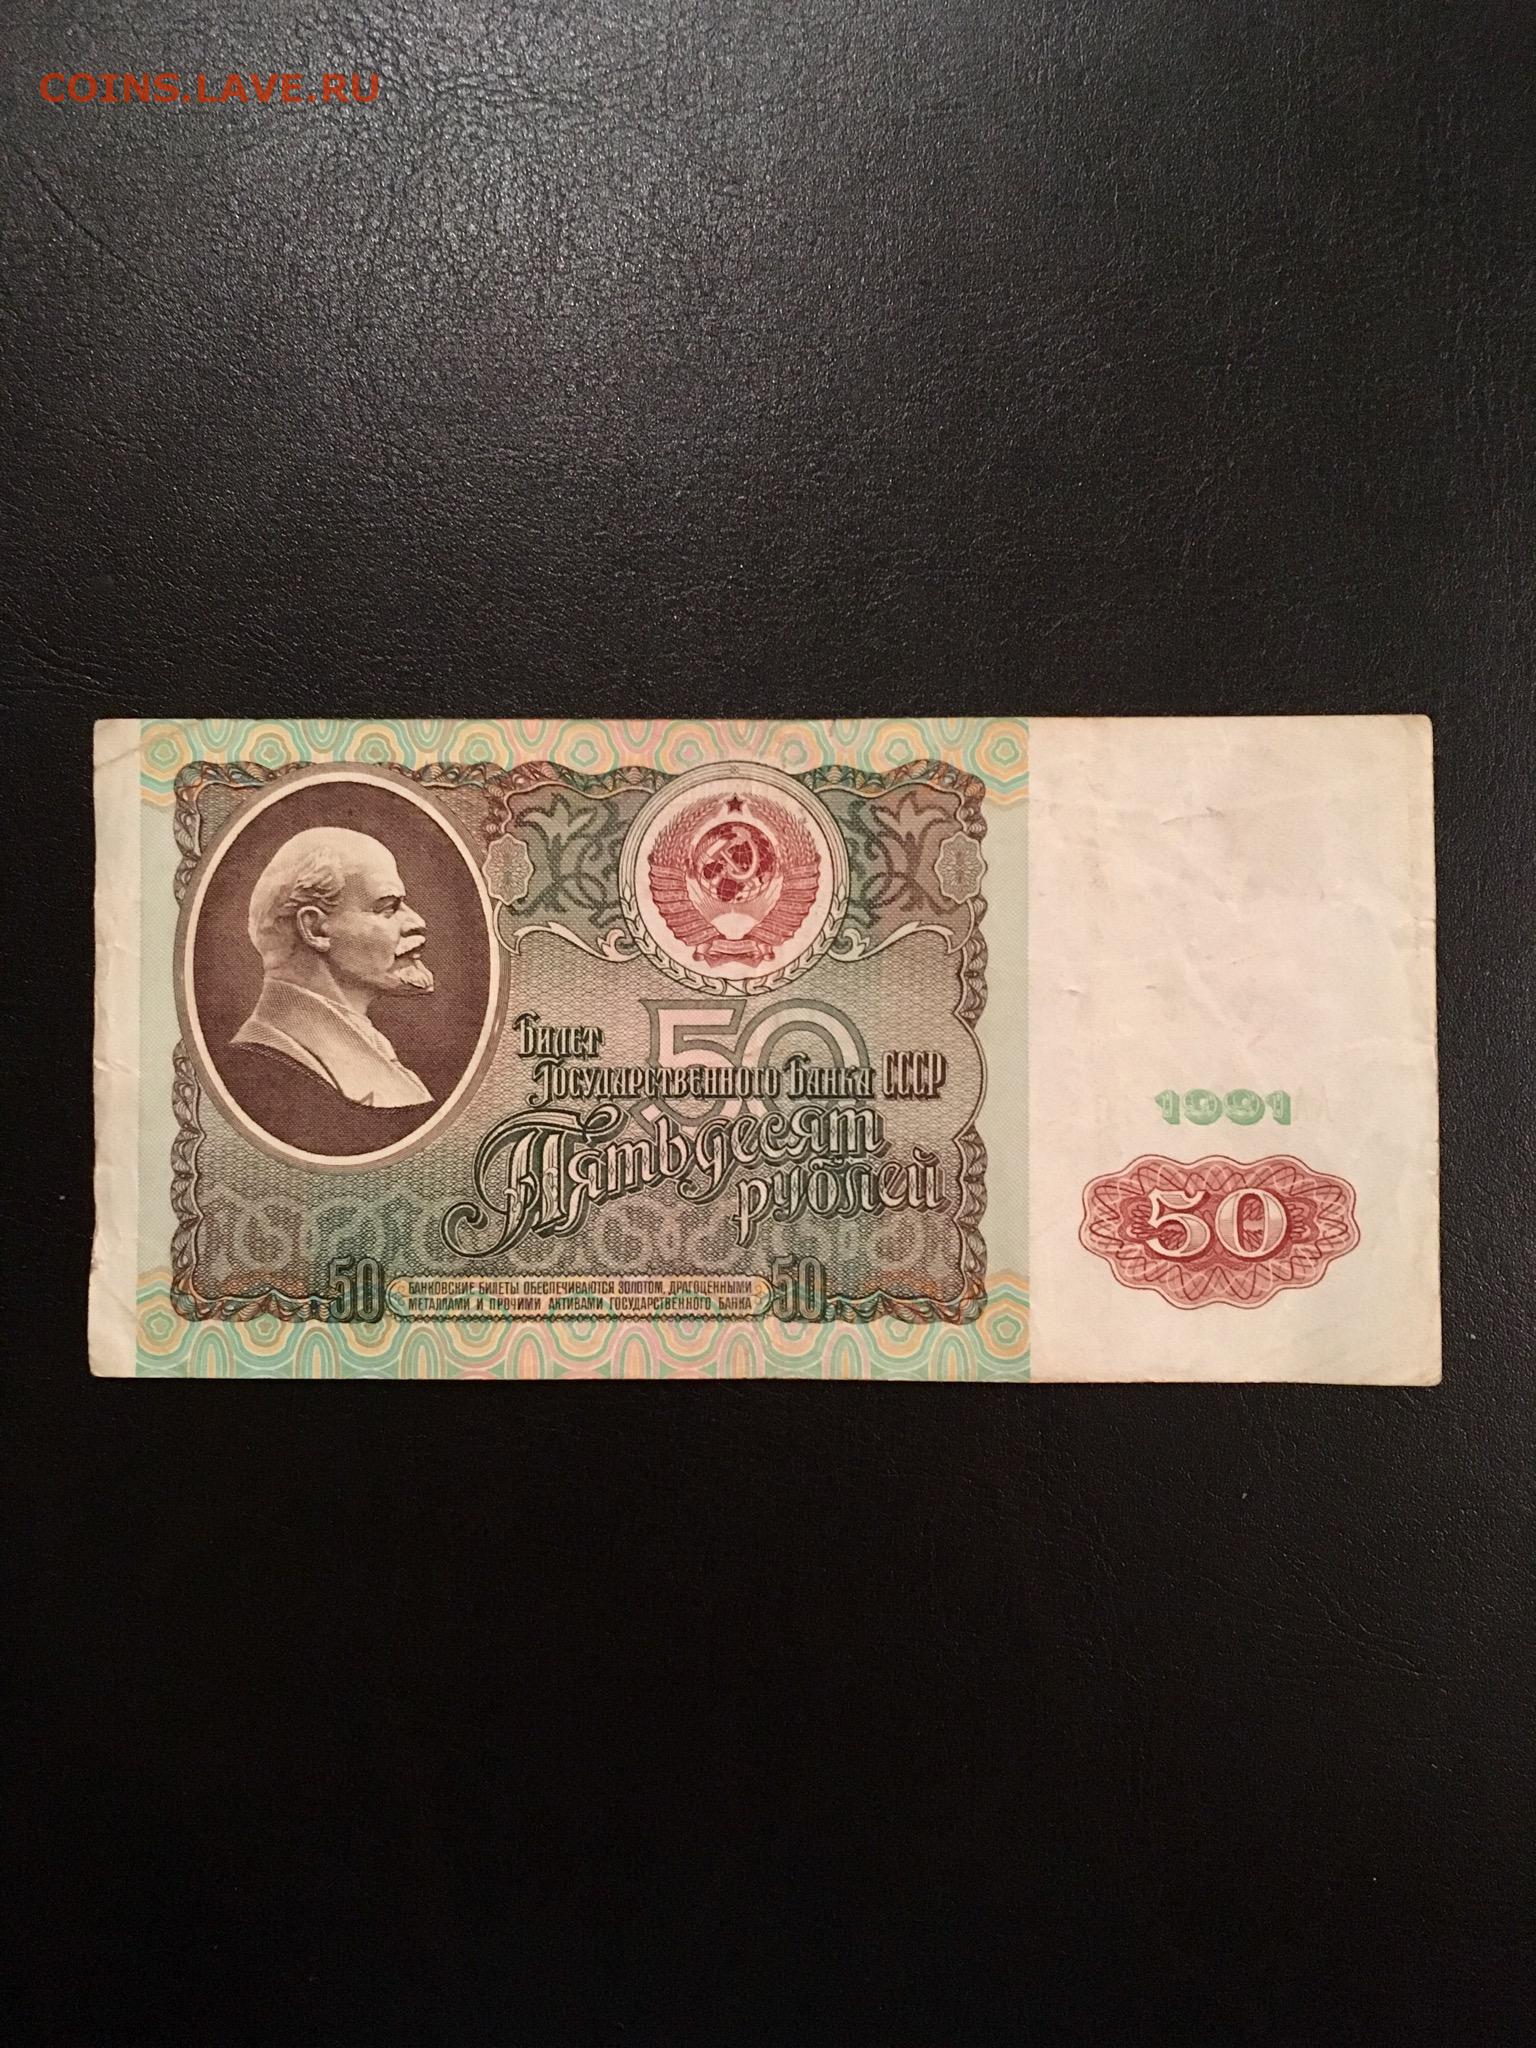 COINS.LAVE.RU
50
Билет
Государственного Банка СССР
Пятьдесят
рублей
1991
50
50
БАНКОВСКИЕ БИЛЕТЫ ОБЕСПЕЧИВАЮТСЯ ЗОЛОТОМ, ДРАГОЦЕННЫМИ
МЕТАЛЛАМИ И ПРОЧИМИ АКТИВАМИ ГОСУДАРСТВЕННОГО БАНКА
50